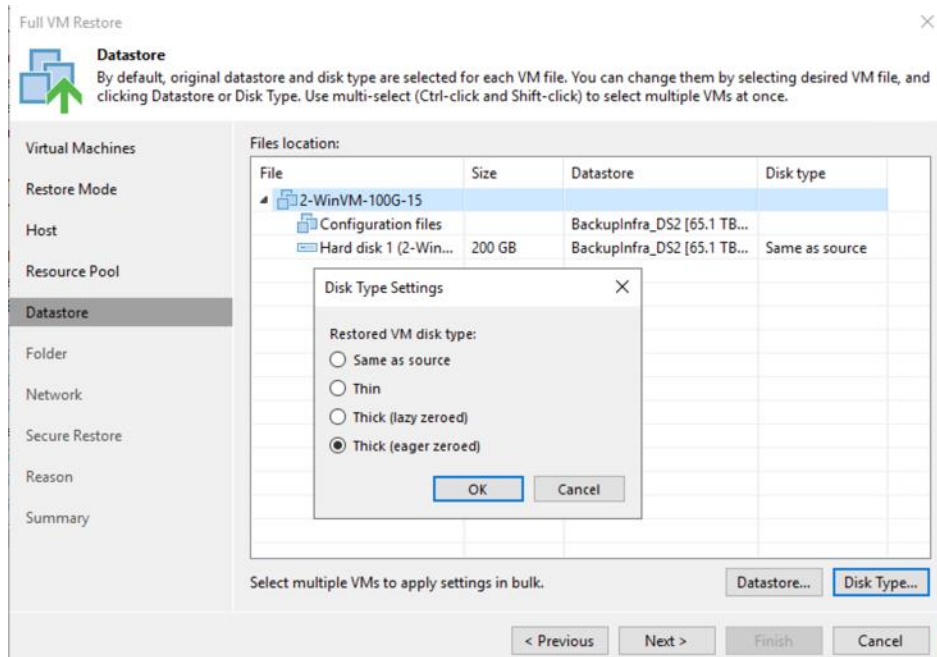 Full VM Restore
Datastore
By default, original datastore and disk type are selected for each VM file. You can change them by selecting desired VM file, and
clicking Datastore or Disk Type. Use multi-select (Ctrl-click and Shift-click) to select multiple VMs at once.
Virtual Machines
Restore Mode
Host
Resource Pool
Datastore
Folder
Network
Secure Restore
Reason
Summary
Files location:
File Size Datastore Disk type
2-WinVM-100G-15
Configuration files BackupInfra_DS2 [65.1 TB...
Hard disk 1 (2-Win... 200 GB BackupInfra_DS2 [65.1 TB... Same as source
Disk Type Settings
Restored VM disk type:
Same as source
Thin
Thick (lazy zeroed)
Thick (eager zeroed)
OK Cancel
Select multiple VMs to apply settings in bulk.
Datastore... Disk Type...
< Previous Next > Finish Cancel